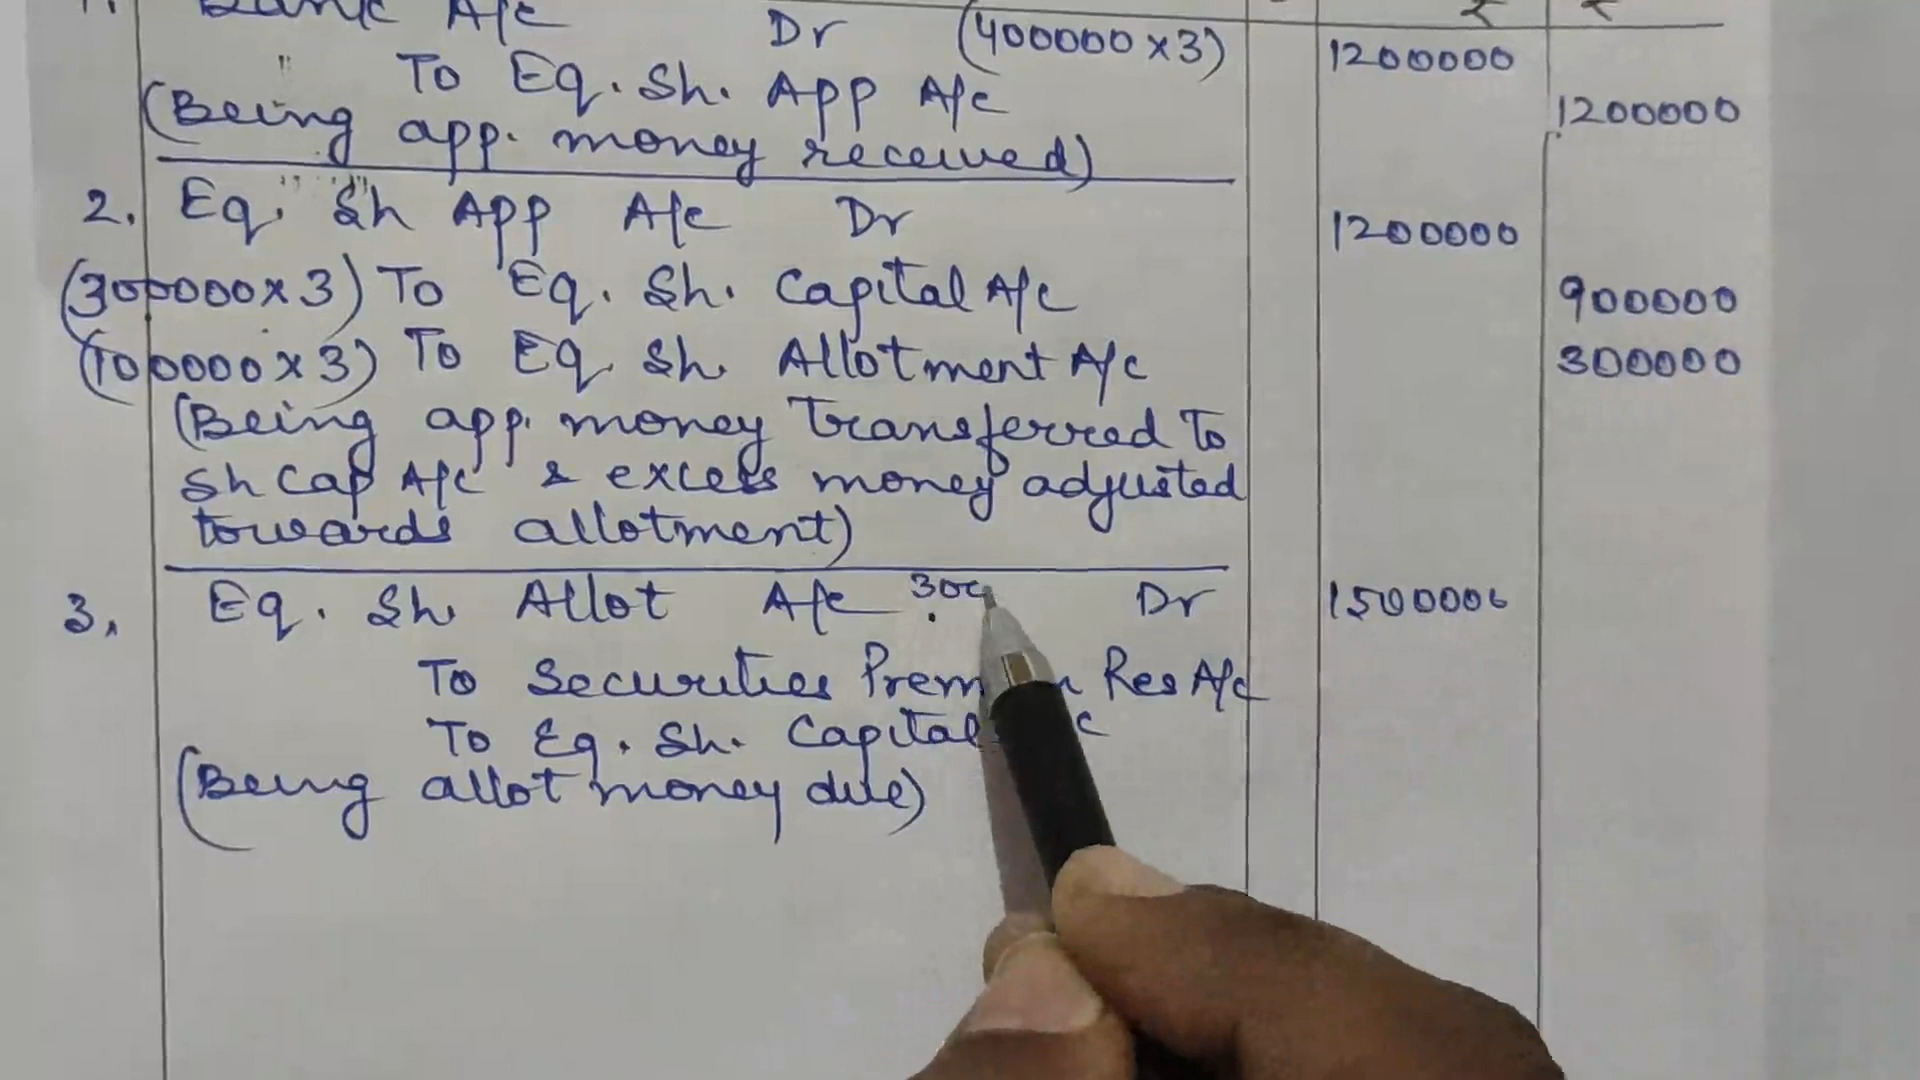 1. Bank A/c Dr (400000 x 3) 1200000
" To Eq. Sh. App A/c 1200000
(Being app. money received)
2. Eq. Sh App A/c Dr 1200000
(300000 x 3) To Eq. Sh. Capital A/c 900000
(100000 x 3) To Eq. Sh. Allotment A/c 300000
(Being app. money transferred to
Sh Cap A/c & excess money adjusted
towards allotment)
3. Eq. Sh Allot A/c 300 Dr 1500000
To Securities Res A/c
To Eq. Sh. Capital
(Being allot money due)